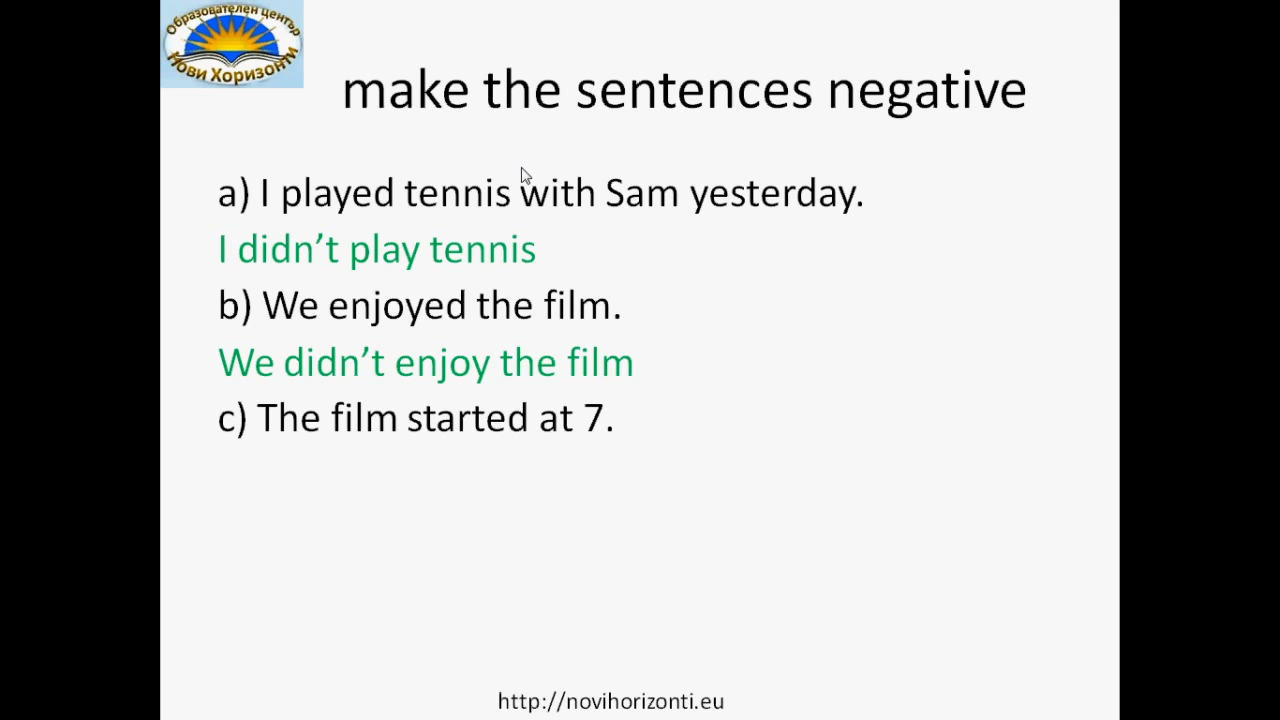 Образователен център
Нови Хоризонти
make the sentences negative
a) I played tennis with Sam yesterday.
I didn’t play tennis
b) We enjoyed the film.
We didn’t enjoy the film
c) The film started at 7.
http://novihorizonti.eu